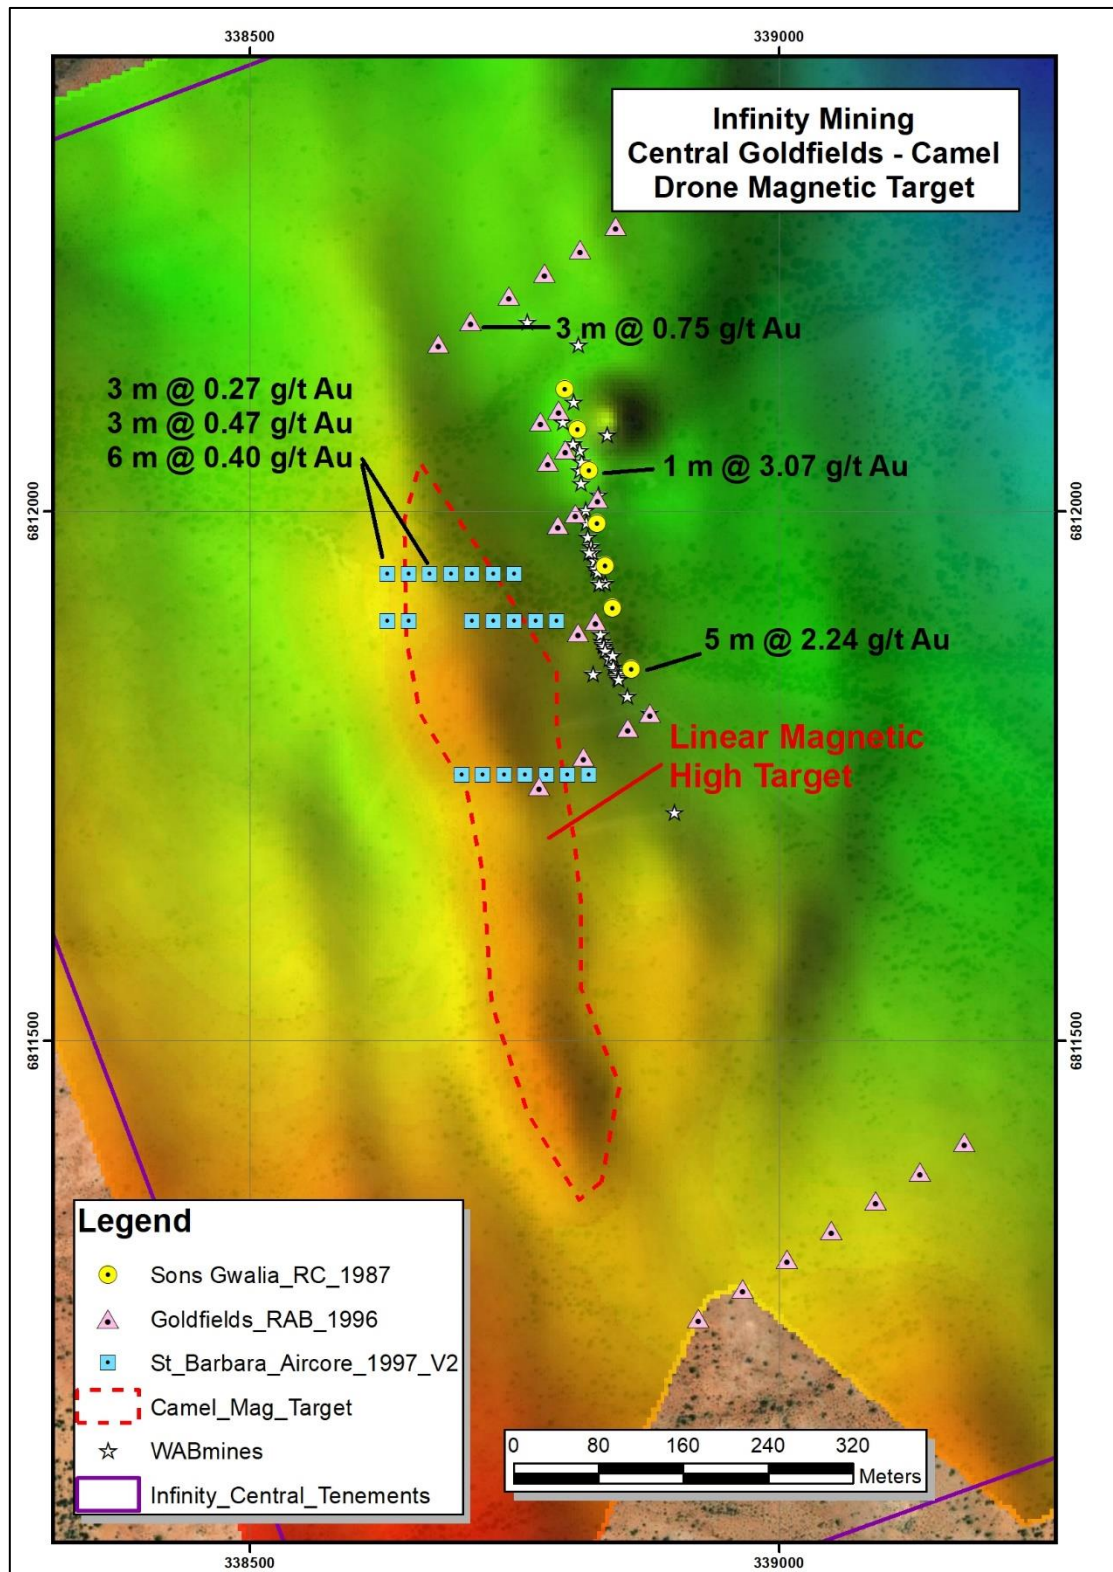 338500
339000
Infinity Mining
Central Goldfields - Camel
Drone Magnetic Target
3 m @ 0.75 g/t Au
3 m @ 0.27 g/t Au
3 m @ 0.47 g/t Au
6 m @ 0.40 g/t Au
1 m @ 3.07 g/t Au
6812000
6812000
5 m @ 2.24 g/t Au
Linear Magnetic
High Target
6811500
6811500
Legend
Sons Gwalia_RC_1987
Goldfields_RAB_1996
St_Barbara_Aircore_1997_V2
Camel_Mag_Target
WABmines
Infinity_Central_Tenements
0 80 160 240 320
Meters
338500
339000